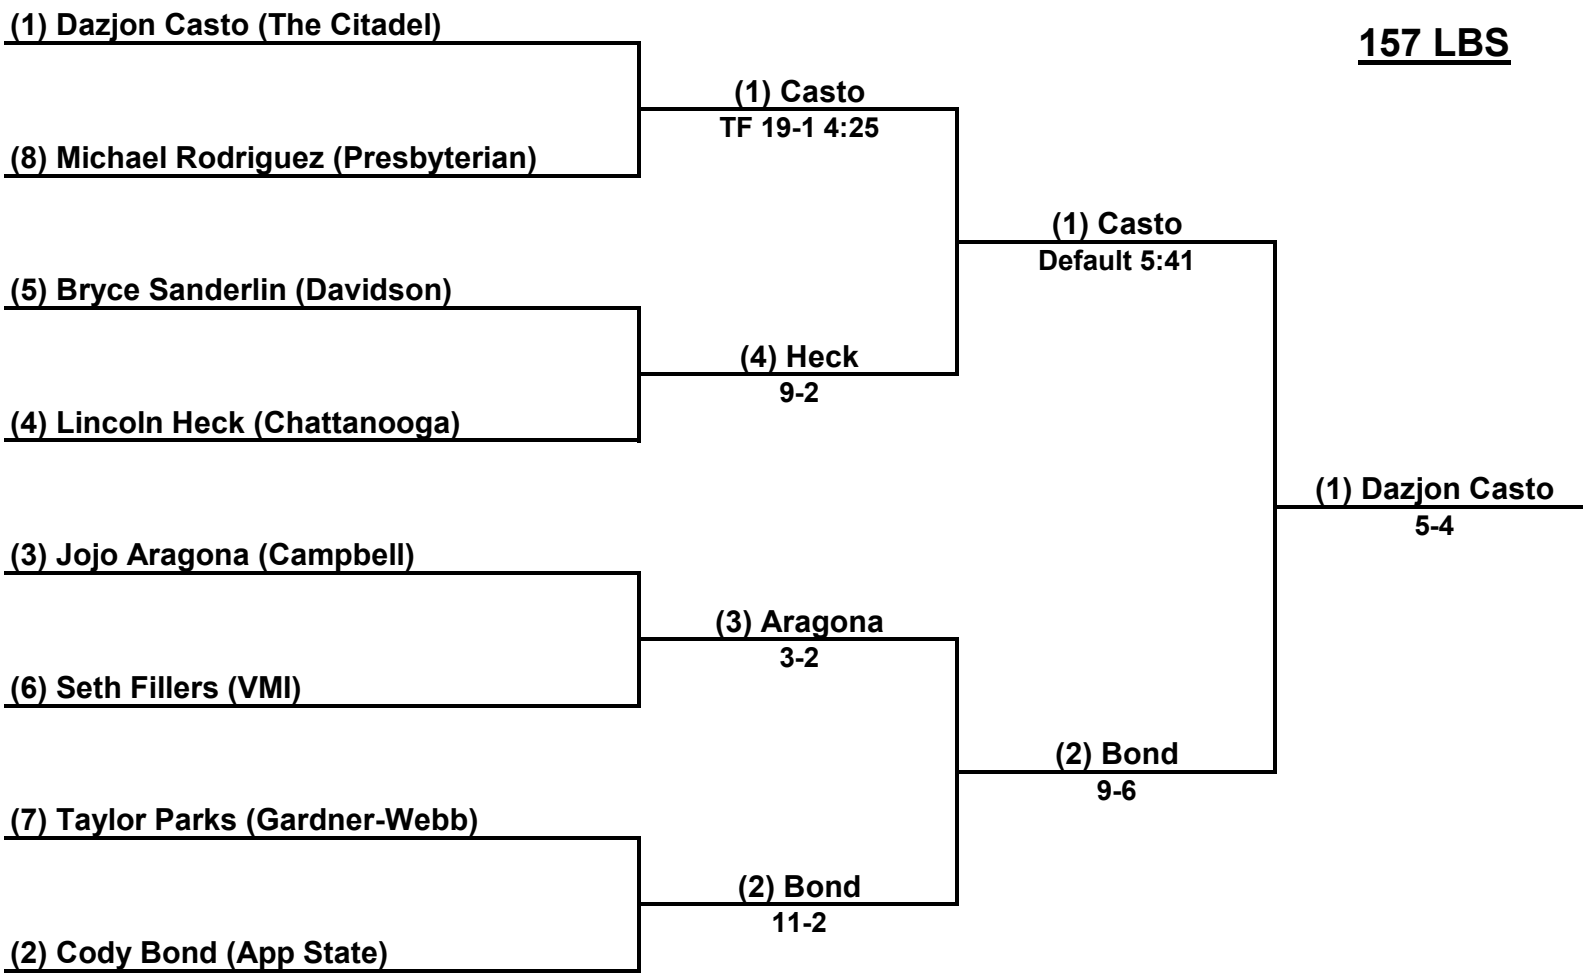 (1) Dazjon Casto (The Citadel)
157 LBS
(1) Casto
TF 19-1 4:25
(8) Michael Rodriguez (Presbyterian)
(1) Casto
Default 5:41
(5) Bryce Sanderlin (Davidson)
(4) Heck
9-2
(4) Lincoln Heck (Chattanooga)
(1) Dazjon Casto
5-4
(3) Jojo Aragona (Campbell)
(3) Aragona
3-2
(6) Seth Fillers (VMI)
(2) Bond
9-6
(7) Taylor Parks (Gardner-Webb)
(2) Bond
11-2
(2) Cody Bond (App State)